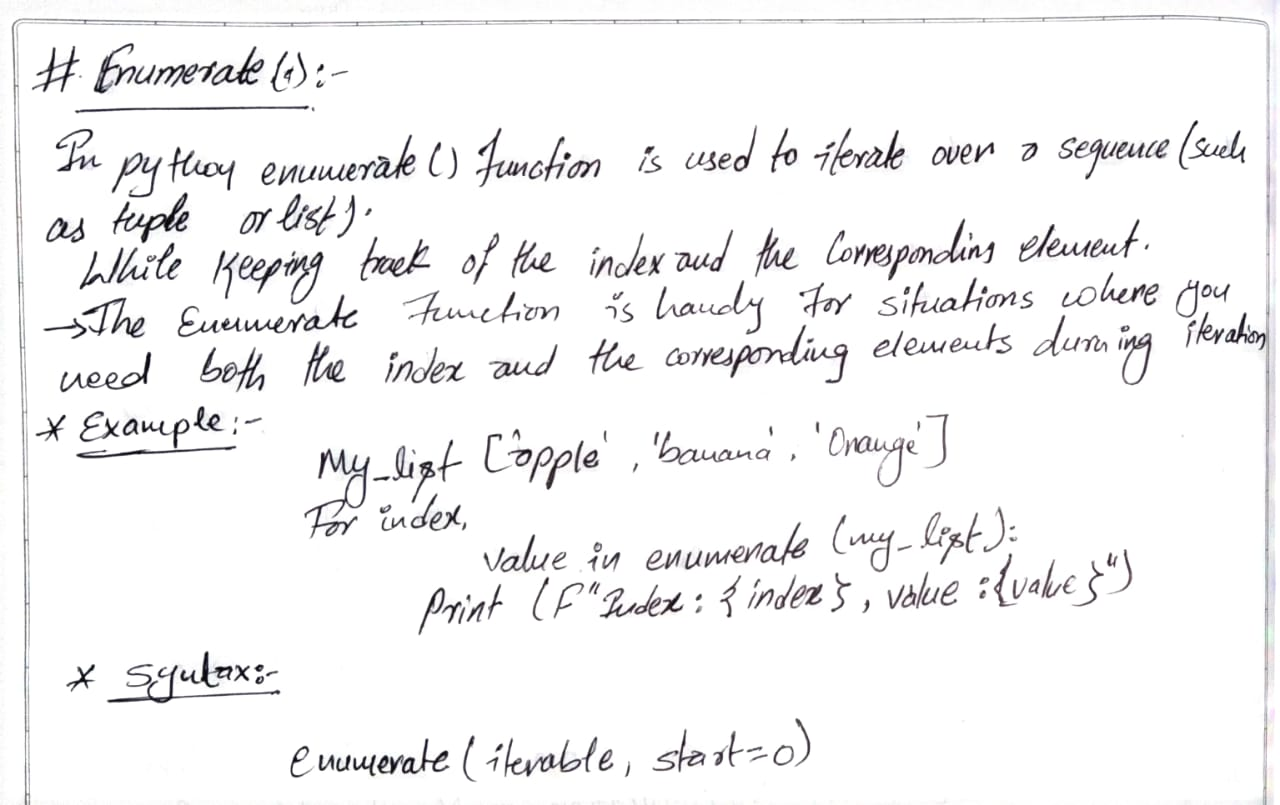 # Enumerate():-
In python enumerate() function is used to iterate over a sequence (such
as tuple or list).
While Keeping track of the index and the Corresponding element.
→The Enumerate Function is handy for situations where you
need both the index and the corresponding elements during iteration
* Example:-
My_list ['apple', 'banana', 'Orange']
For index,
value in enumerate (my_list):
Print (F"Index: {index}, value :{value}")
* Syntax:-
enumerate (iterable, start=0)